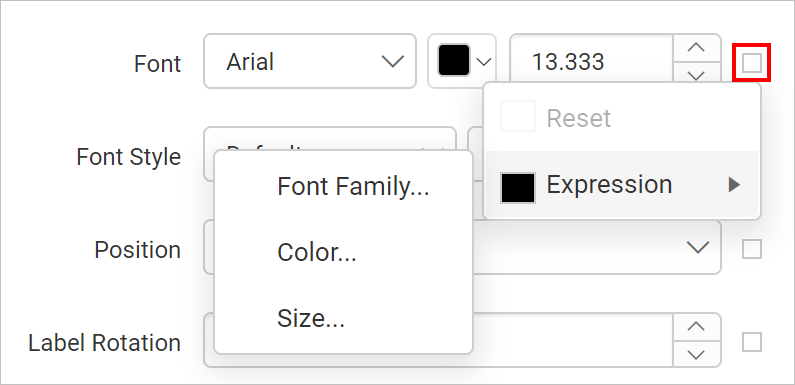 Font Arial 13.333
Reset
Font Style
Font Family...
Expression
Position
Color...
Size...
Label Rotation